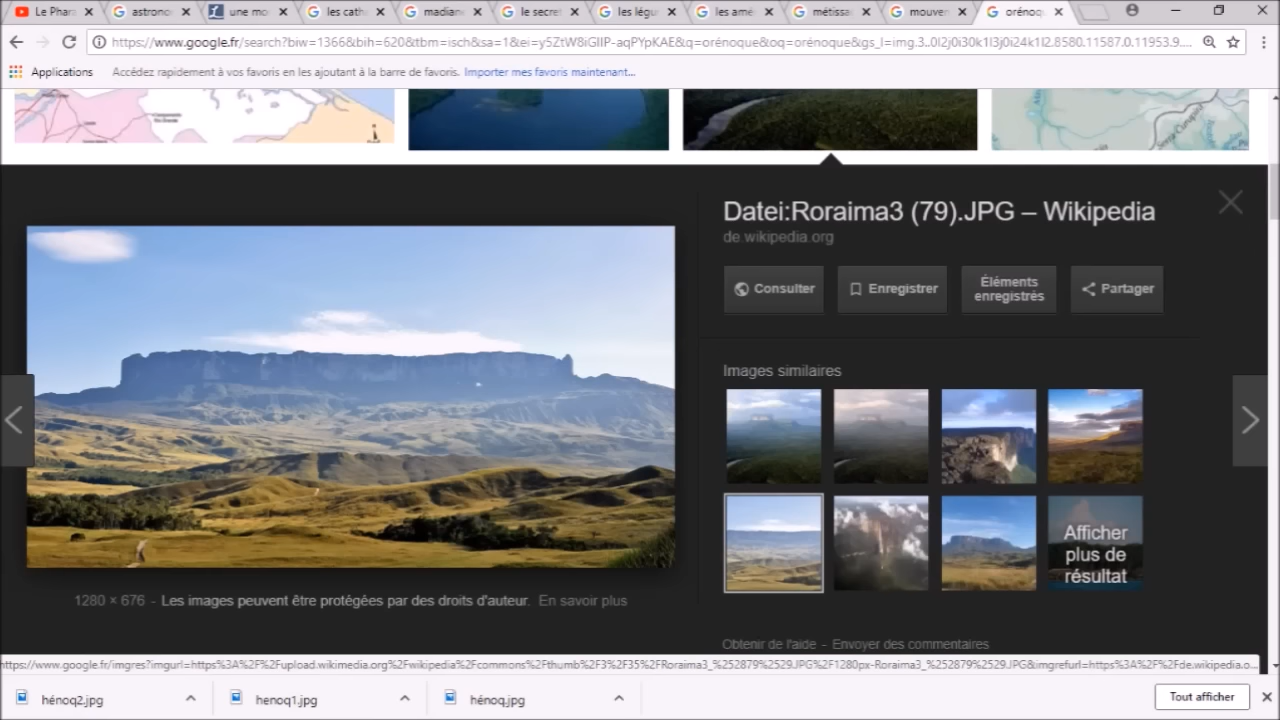 Le Phara
astrono
une mo
les cath
madian
le secre
les légu
les amé
métissa
mouven
orénoq
https://www.google.fr/search?biw=1366&bih=620&tbm=isch&sa=1&ei=y5ZtW8iGIIP-aqPYpKAE&q=orénoque&oq=orénoque&gs_l=img.3..0l2j0i30k1l3j0i24k1l2.8580.11587.0.11953.9....
Applications
Accédez rapidement à vos favoris en les ajoutant à la barre de favoris. Importer mes favoris maintenant...
Datei:Roraima3 (79).JPG – Wikipedia
de.wikipedia.org
Consulter
Enregistrer
Éléments
enregistrés
Partager
Images similaires
Afficher
plus de
résultat
1280 × 676 - Les images peuvent être protégées par des droits d'auteur. En savoir plus
Obtenir de l'aide - Envoyer des commentaires
https://www.google.fr/imgres?imgurl=https%3A%2F%2Fupload.wikimedia.org%2Fwikipedia%2Fcommons%2Fthumb%2F3%2F35%2FRoraima3_%252879%2529.JPG%2F1280px-Roraima3_%252879%2529.JPG&imgrefurl=https%3A%2F%2Fde.wikipedia.o...
hénoq2.jpg
henoq1.jpg
hénoq.jpg
Tout afficher